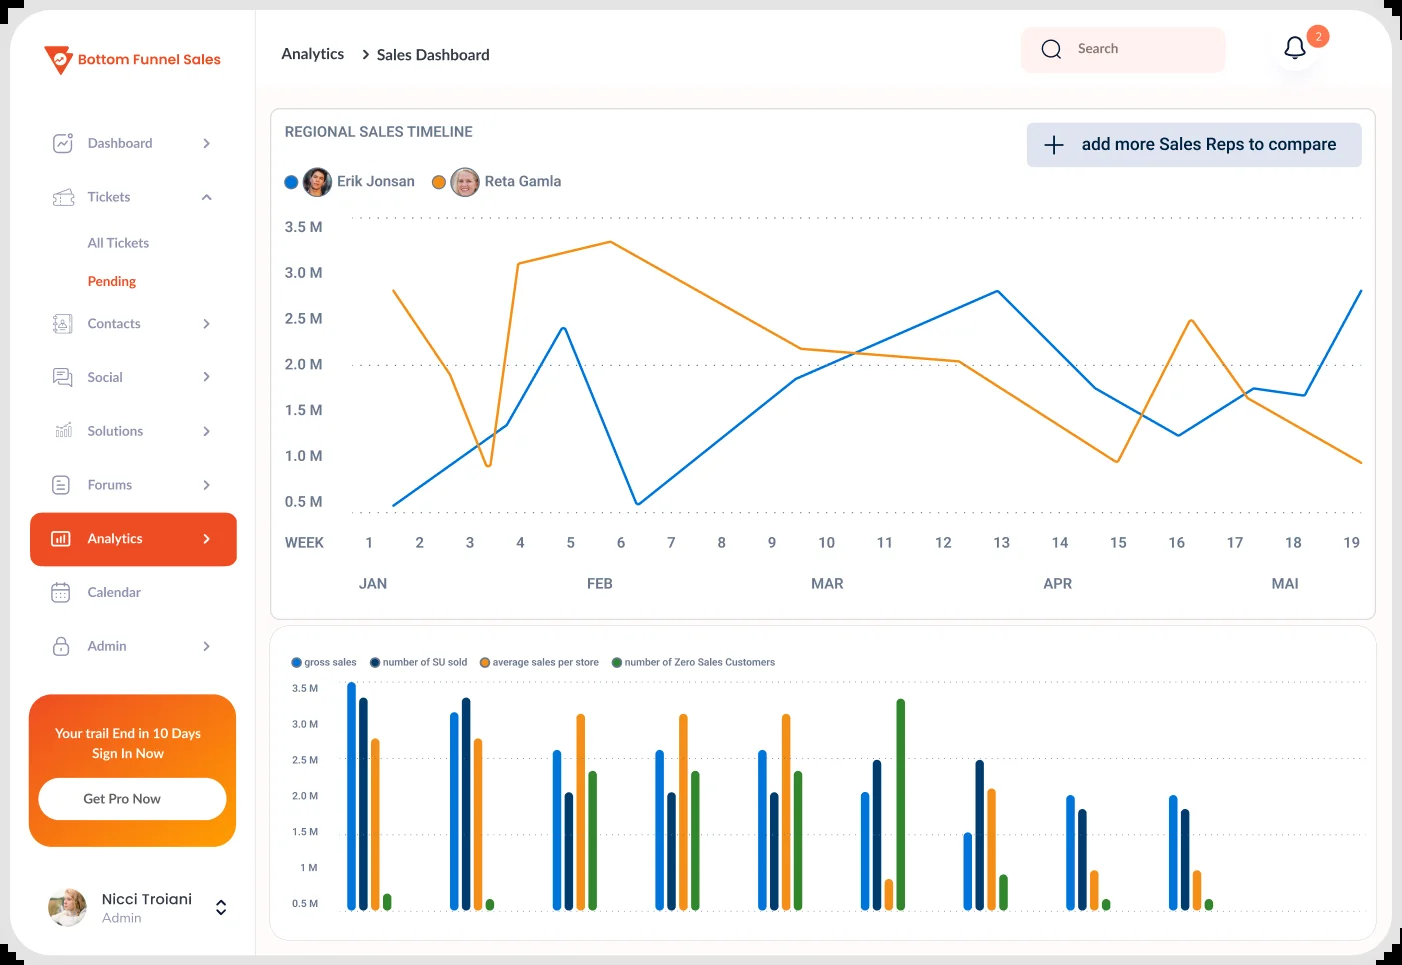 Bottom Funnel Sales
Dashboard
Tickets
All Tickets
Pending
Contacts
Social
Solutions
Forums
Analytics
Calendar
Admin
Your trail End in 10 Days
Sign In Now
Get Pro Now
Nicci Troiani
Admin
Analytics > Sales Dashboard
Search
2
REGIONAL SALES TIMELINE
+ add more Sales Reps to compare
Erik Jonsan Reta Gamla
3.5 M
3.0 M
2.5 M
2.0 M
1.5 M
1.0 M
0.5 M
WEEK 1 2 3 4 5 6 7 8 9 10 11 12 13 14 15 16 17 18 19
JAN FEB MAR APR MAI
gross sales number of SU sold average sales per store number of Zero Sales Customers
3.5 M
3.0 M
2.5 M
2.0 M
1.5 M
1 M
0.5 M